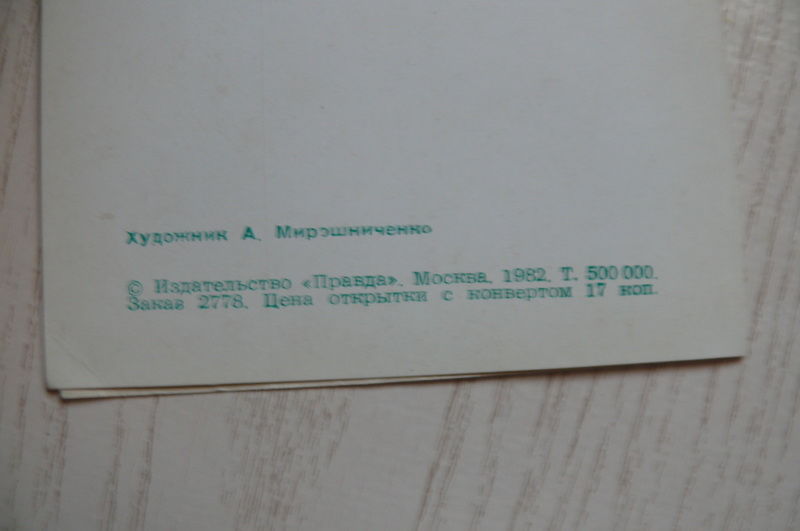 Художник А. Мирошниченко
© Издательство «Правда». Москва. 1982. Т. 500 000.
Заказ 2778. Цена открытки с конвертом 17 коп.